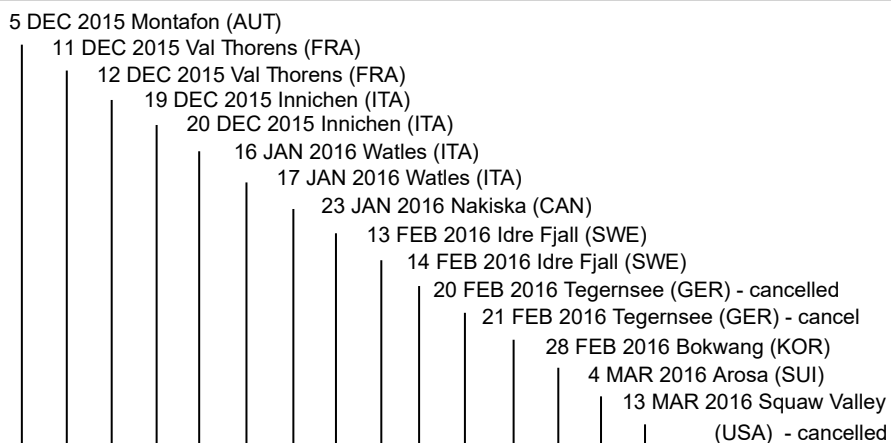 5 DEC 2015 Montafon (AUT)
11 DEC 2015 Val Thorens (FRA)
12 DEC 2015 Val Thorens (FRA)
19 DEC 2015 Innichen (ITA)
20 DEC 2015 Innichen (ITA)
16 JAN 2016 Watles (ITA)
17 JAN 2016 Watles (ITA)
23 JAN 2016 Nakiska (CAN)
13 FEB 2016 Idre Fjall (SWE)
14 FEB 2016 Idre Fjall (SWE)
20 FEB 2016 Tegernsee (GER) - cancelled
21 FEB 2016 Tegernsee (GER) - cancel
28 FEB 2016 Bokwang (KOR)
4 MAR 2016 Arosa (SUI)
13 MAR 2016 Squaw Valley
(USA) - cancelled